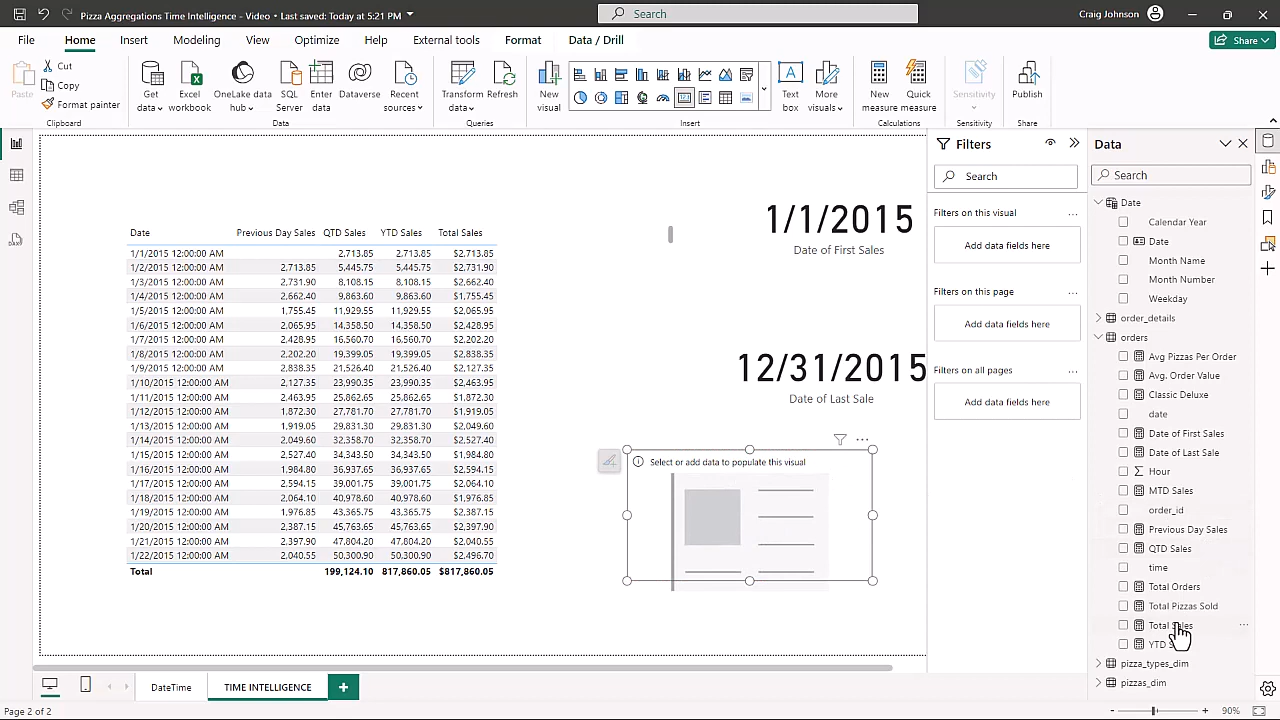 Pizza Aggregations Time Intelligence - Video • Last saved: Today at 5:21 PM
Search
Craig Johnson
File Home Insert Modeling View Optimize Help External tools Format Data / Drill
Share
Paste
Cut
Copy
Format painter
Clipboard
Get data
Excel workbook
OneLake data hub
SQL Server
Enter data
Dataverse
Recent sources
Data
Transform data
Refresh
Queries
New visual
Text box
More visuals
Insert
New measure
Quick measure
Calculations
Sensitivity
Sensitivity
Publish
Share
Date Previous Day Sales QTD Sales YTD Sales Total Sales
1/1/2015 12:00:00 AM 2,713.85 2,713.85 $2,713.85
1/2/2015 12:00:00 AM 2,713.85 5,445.75 5,445.75 $2,731.90
1/3/2015 12:00:00 AM 2,731.90 8,108.15 8,108.15 $2,662.40
1/4/2015 12:00:00 AM 2,662.40 9,863.60 9,863.60 $1,755.45
1/5/2015 12:00:00 AM 1,755.45 11,929.55 11,929.55 $2,065.95
1/6/2015 12:00:00 AM 2,065.95 14,358.50 14,358.50 $2,428.95
1/7/2015 12:00:00 AM 2,428.95 16,560.70 16,560.70 $2,202.20
1/8/2015 12:00:00 AM 2,202.20 19,399.05 19,399.05 $2,838.35
1/9/2015 12:00:00 AM 2,838.35 21,526.40 21,526.40 $2,127.35
1/10/2015 12:00:00 AM 2,127.35 23,990.35 23,990.35 $2,463.95
1/11/2015 12:00:00 AM 2,463.95 25,862.65 25,862.65 $1,872.30
1/12/2015 12:00:00 AM 1,872.30 27,781.70 27,781.70 $1,919.05
1/13/2015 12:00:00 AM 1,919.05 29,831.30 29,831.30 $2,049.60
1/14/2015 12:00:00 AM 2,049.60 32,358.70 32,358.70 $2,527.40
1/15/2015 12:00:00 AM 2,527.40 34,343.50 34,343.50 $1,984.80
1/16/2015 12:00:00 AM 1,984.80 36,937.65 36,937.65 $2,594.15
1/17/2015 12:00:00 AM 2,594.15 39,001.75 39,001.75 $2,064.10
1/18/2015 12:00:00 AM 2,064.10 40,978.60 40,978.60 $1,976.85
1/19/2015 12:00:00 AM 1,976.85 43,365.75 43,365.75 $2,387.15
1/20/2015 12:00:00 AM 2,387.15 45,763.65 45,763.65 $2,397.90
1/21/2015 12:00:00 AM 2,397.90 47,804.20 47,804.20 $2,040.55
1/22/2015 12:00:00 AM 2,040.55 50,300.90 50,300.90 $2,496.70
Total 199,124.10 817,860.05 $817,860.05
1/1/2015
Date of First Sales
12/31/2015
Date of Last Sale
Select or add data to populate this visual
Filters
Search
Filters on this visual
Add data fields here
Filters on this page
Add data fields here
Filters on all pages
Add data fields here
Data
Search
Date
Calendar Year
Date
Month Name
Month Number
Weekday
order_details
orders
Avg Pizzas Per Order
Avg. Order Value
Classic Deluxe
date
Date of First Sales
Date of Last Sale
Hour
MTD Sales
order_id
Previous Day Sales
QTD Sales
time
Total Orders
Total Pizzas Sold
Total Sales
YTD
pizza_types_dim
pizzas_dim
DateTime TIME INTELLIGENCE
Page 2 of 2
90%